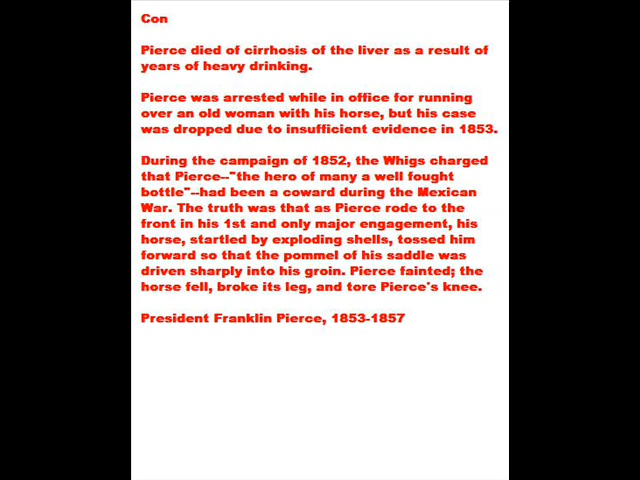 Con
Pierce died of cirrhosis of the liver as a result of
years of heavy drinking.
Pierce was arrested while in office for running
over an old woman with his horse, but his case
was dropped due to insufficient evidence in 1853.
During the campaign of 1852, the Whigs charged
that Pierce--"the hero of many a well fought
bottle"--had been a coward during the Mexican
War. The truth was that as Pierce rode to the
front in his 1st and only major engagement, his
horse, startled by exploding shells, tossed him
forward so that the pommel of his saddle was
driven sharply into his groin. Pierce fainted; the
horse fell, broke its leg, and tore Pierce's knee.
President Franklin Pierce, 1853-1857